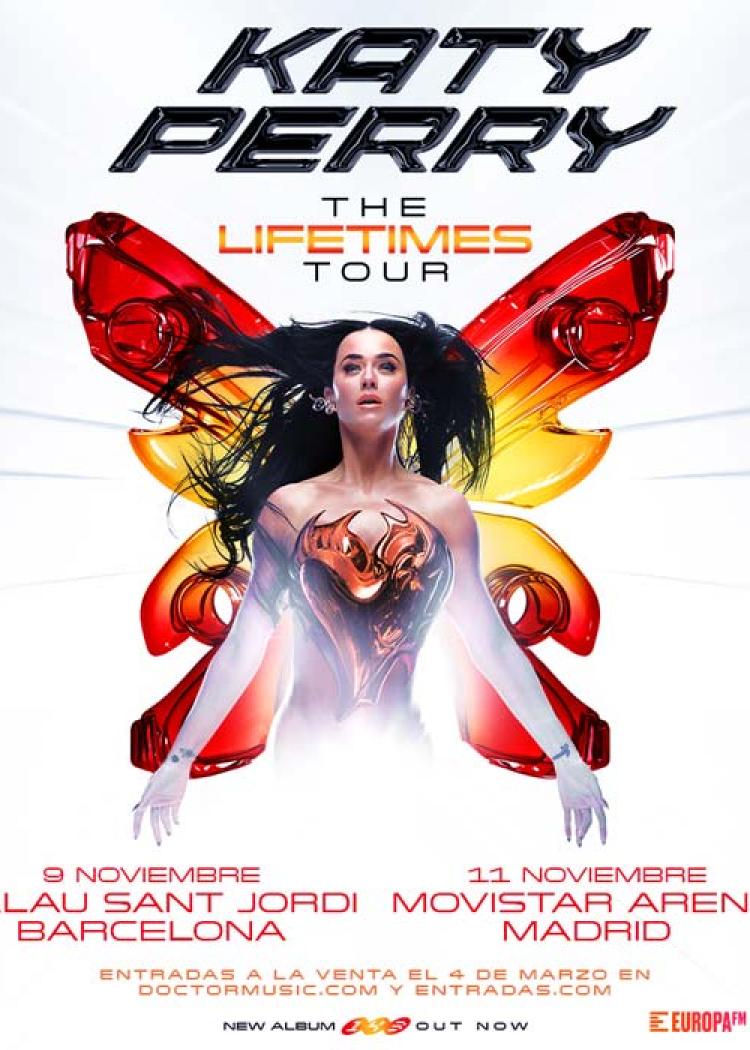 KATY
PERRY
THE
LIFETIMES
TOUR
9 NOVIEMBRE
LAU SANT JORDI
BARCELONA
11 NOVIEMBRE
MOVISTAR AREN
MADRID
ENTRADAS A LA VENTA EL 4 DE MARZO EN
DOCTORMUSIC.COM Y ENTRADAS.COM
NEW ALBUM 143 OUT NOW
EUROPA FM